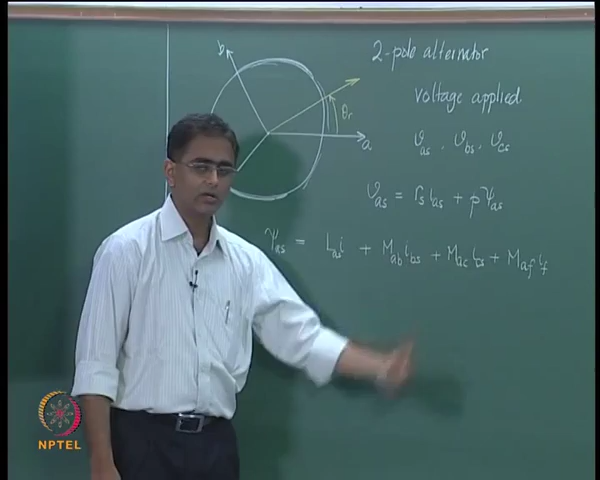 2-pole alternator
b
voltage applied
θr
a
Vas , Vbs , Vcs
Vas = rs ias + pΨas
Ψas = Las i + Mab ibs + Mac ics + Maf if
NPTEL